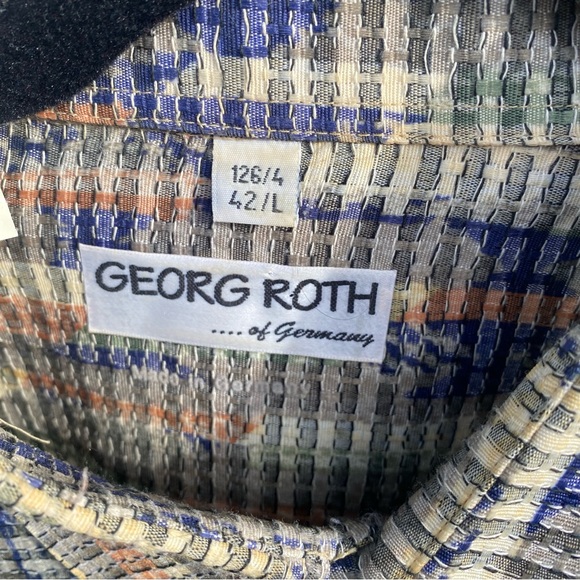 126/4
42/L
GEORG ROTH
....of Germany